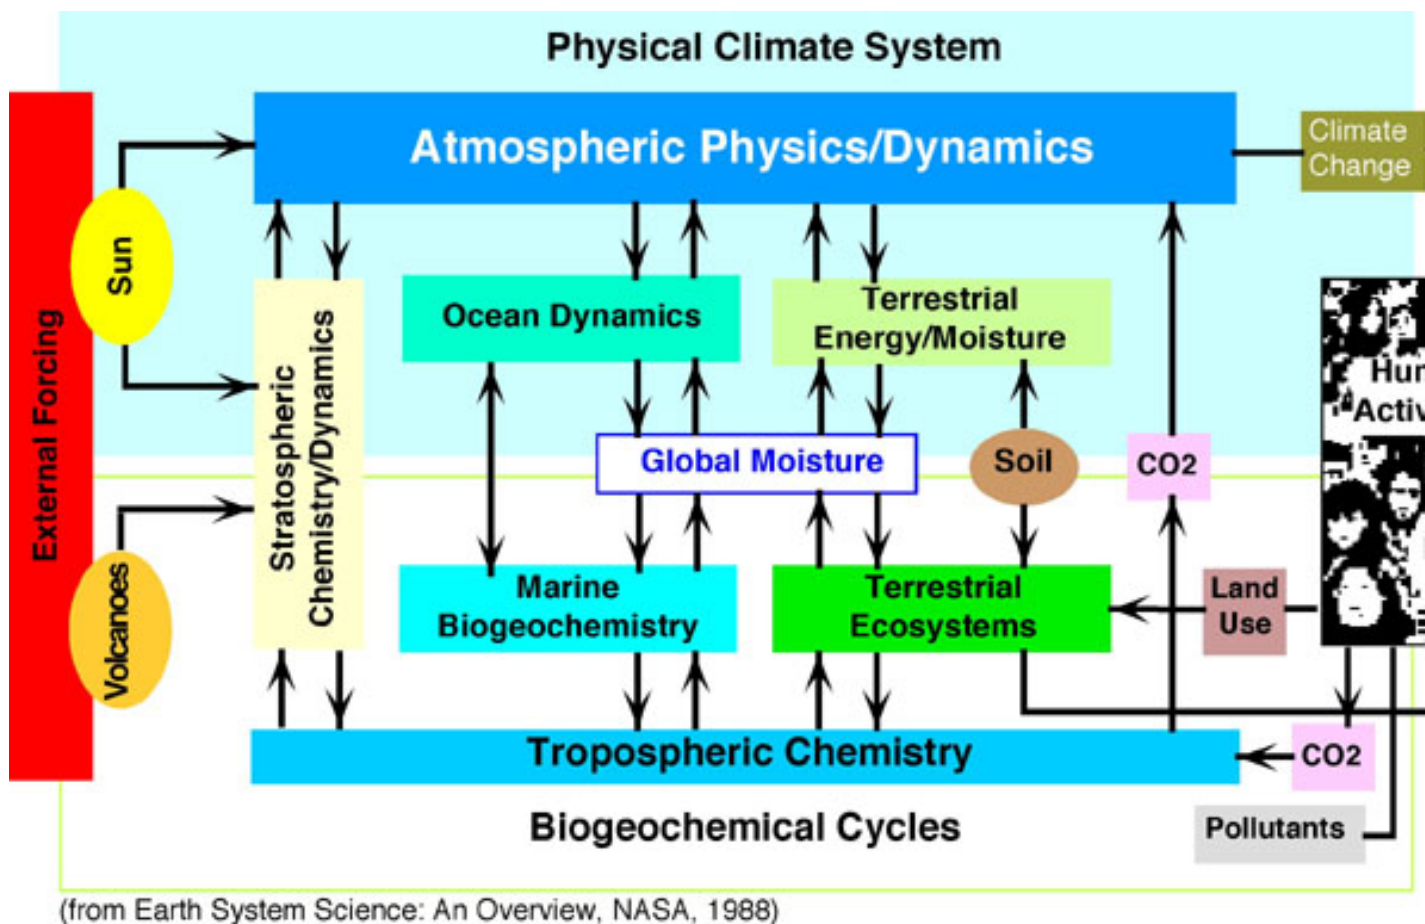 Physical Climate System
Atmospheric Physics/Dynamics
Climate
Change
Sun
External Forcing
Stratospheric
Chemistry/Dynamics
Ocean Dynamics
Terrestrial
Energy/Moisture
Global Moisture
Soil
CO2
Volcanoes
Marine
Biogeochemistry
Terrestrial
Ecosystems
Land
Use
Tropospheric Chemistry
CO2
Biogeochemical Cycles
Pollutants
(from Earth System Science: An Overview, NASA, 1988)